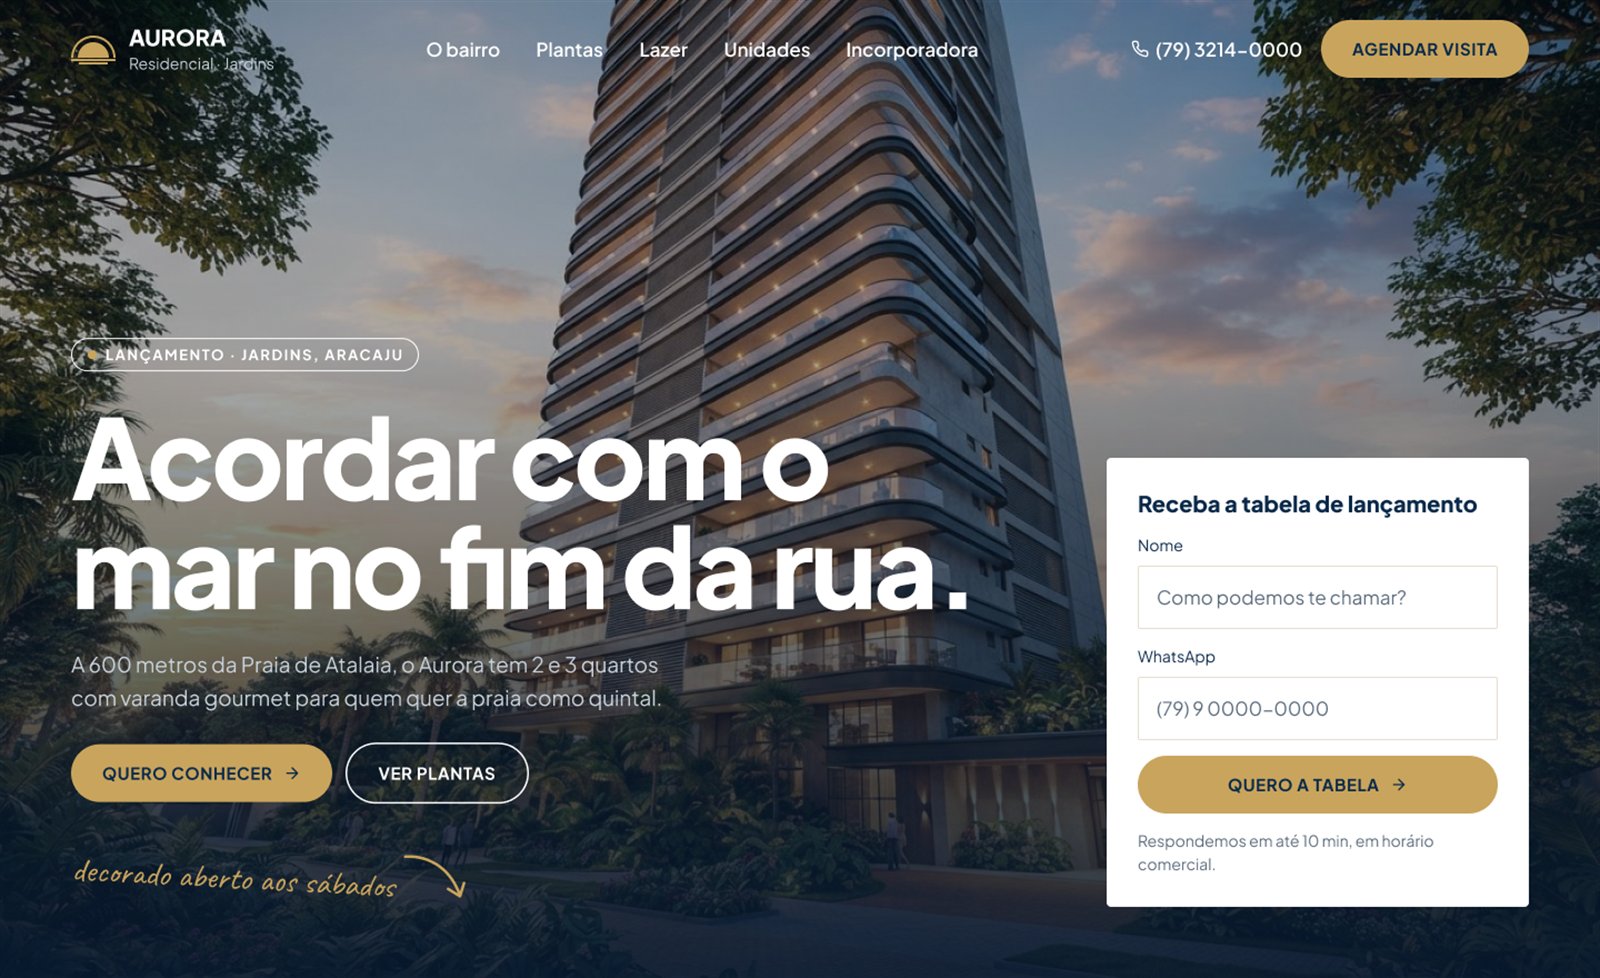 AURORA
Residencial · Jardins
O bairro
Plantas
Lazer
Unidades
Incorporadora
(79) 3214-0000
AGENDAR VISITA
LANÇAMENTO · JARDINS, ARACAJU
Acordar com o
mar no fim da rua.
A 600 metros da Praia de Atalaia, o Aurora tem 2 e 3 quartos
com varanda gourmet para quem quer a praia como quintal.
QUERO CONHECER →
VER PLANTAS
decorado aberto aos sábados
Receba a tabela de lançamento
Nome
Como podemos te chamar?
WhatsApp
(79) 9 0000-0000
QUERO A TABELA →
Respondemos em até 10 min, em horário
comercial.